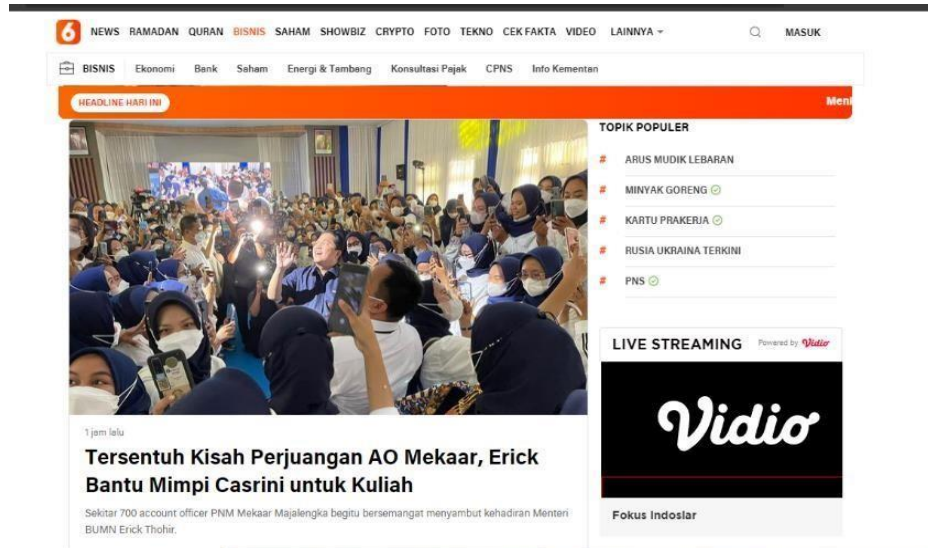 6 NEWS RAMADAN QURAN BISNIS SAHAM SHOWBIZ CRYPTO FOTO TEKNO CEK FAKTA VIDEO LAINNYA MASUK
BISNIS Ekonomi Bank Saham Energi & Tambang Konsultasi Pajak CPNS Info Kementan
HEADLINE HARI INI
TOPIK POPULER
# ARUS MUDIK LEBARAN
# MINYAK GORENG
# KARTU PRAKERJA
# RUSIA UKRAINA TERKINI
# PNS
LIVE STREAMING Powered by Vidio
Vidio
Fokus Indosiar
1 jam lalu
Tersentuh Kisah Perjuangan AO Mekaar, Erick
Bantu Mimpi Casrini untuk Kuliah
Sekitar 700 account officer PNM Mekaar Majalengka begitu bersemangat menyambut kehadiran Menteri
BUMN Erick Thohir.